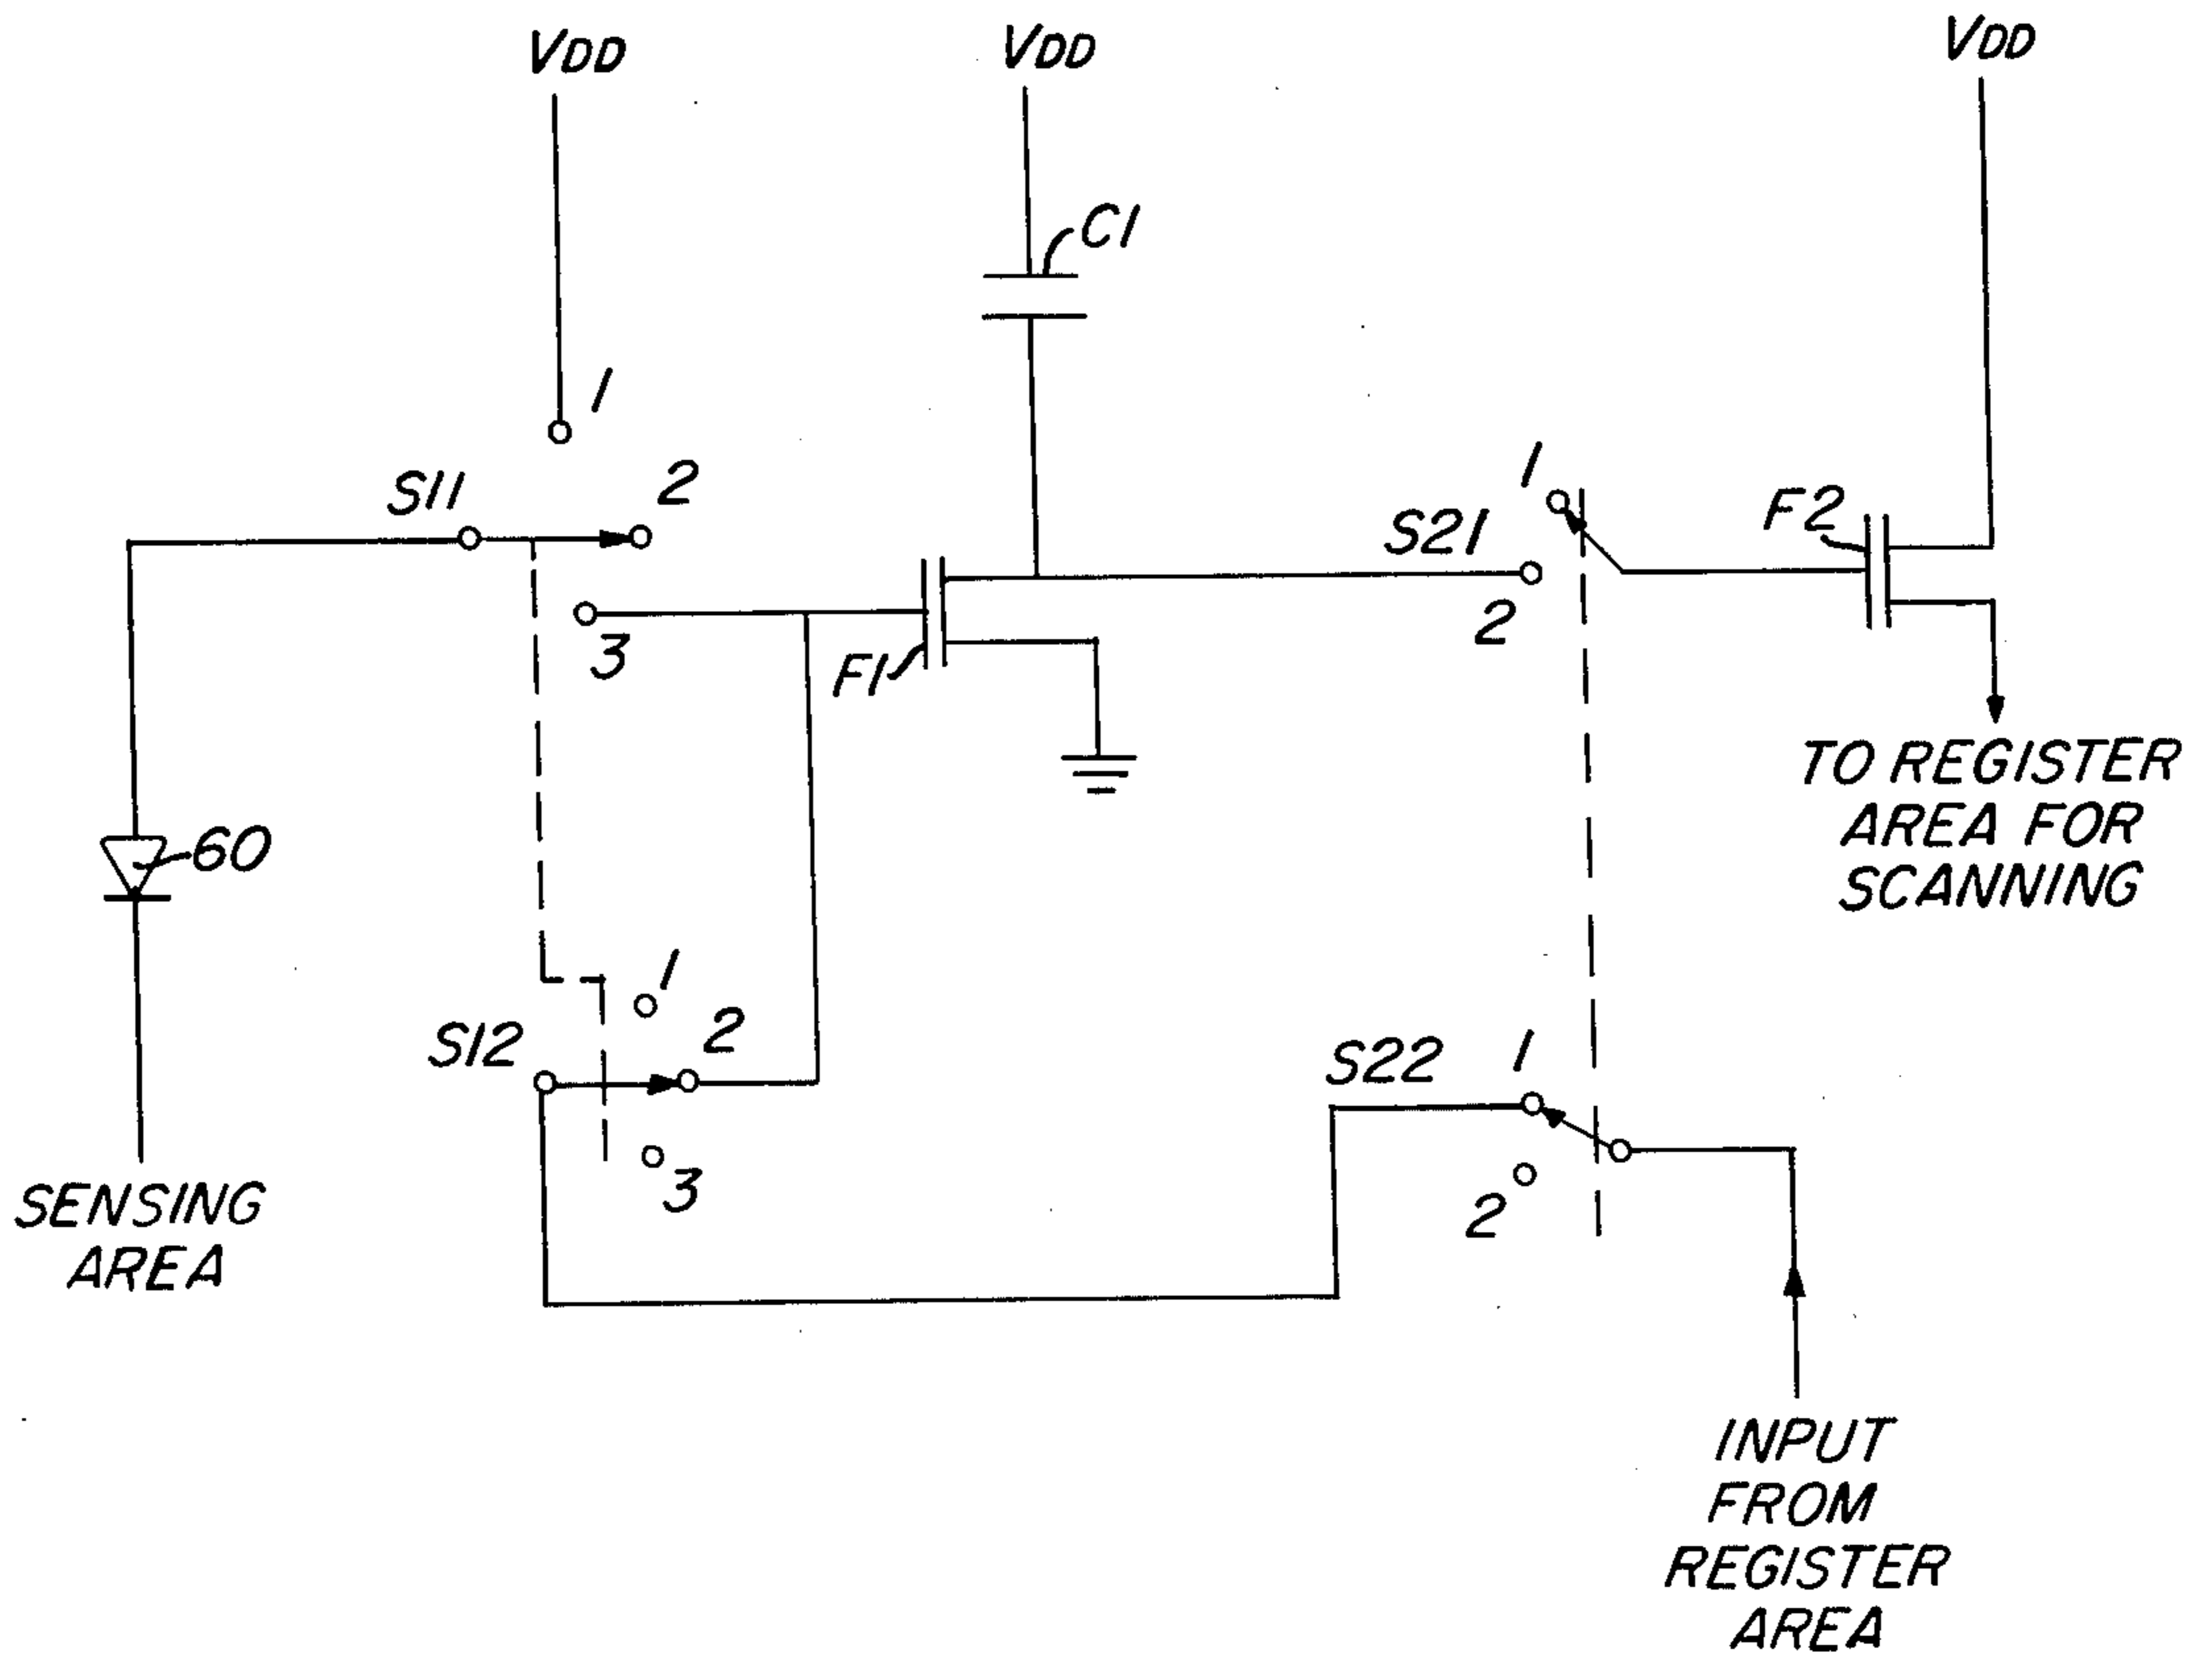 VDD
VDD
VDD
C1
1
S11
2
3
F1
S21
1
2
F2
TO REGISTER
AREA FOR
SCANNING
60
SENSING
AREA
S12
1
2
3
S22
1
2
INPUT
FROM
REGISTER
AREA